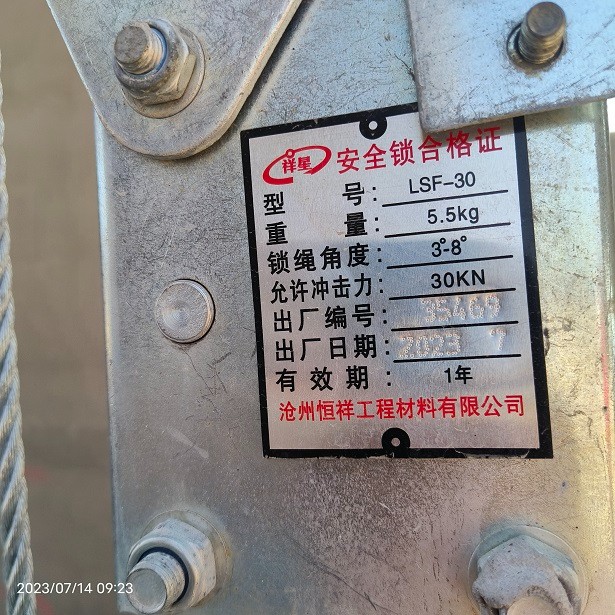 祥星 安全锁合格证
型号: LSF-30
重量: 5.5kg
锁绳角度: 3°-8°
允许冲击力: 30KN
出厂编号: 35469
出厂日期: 2023 7
有效期: 1年
沧州恒祥工程材料有限公司
2023/07/14 09:23